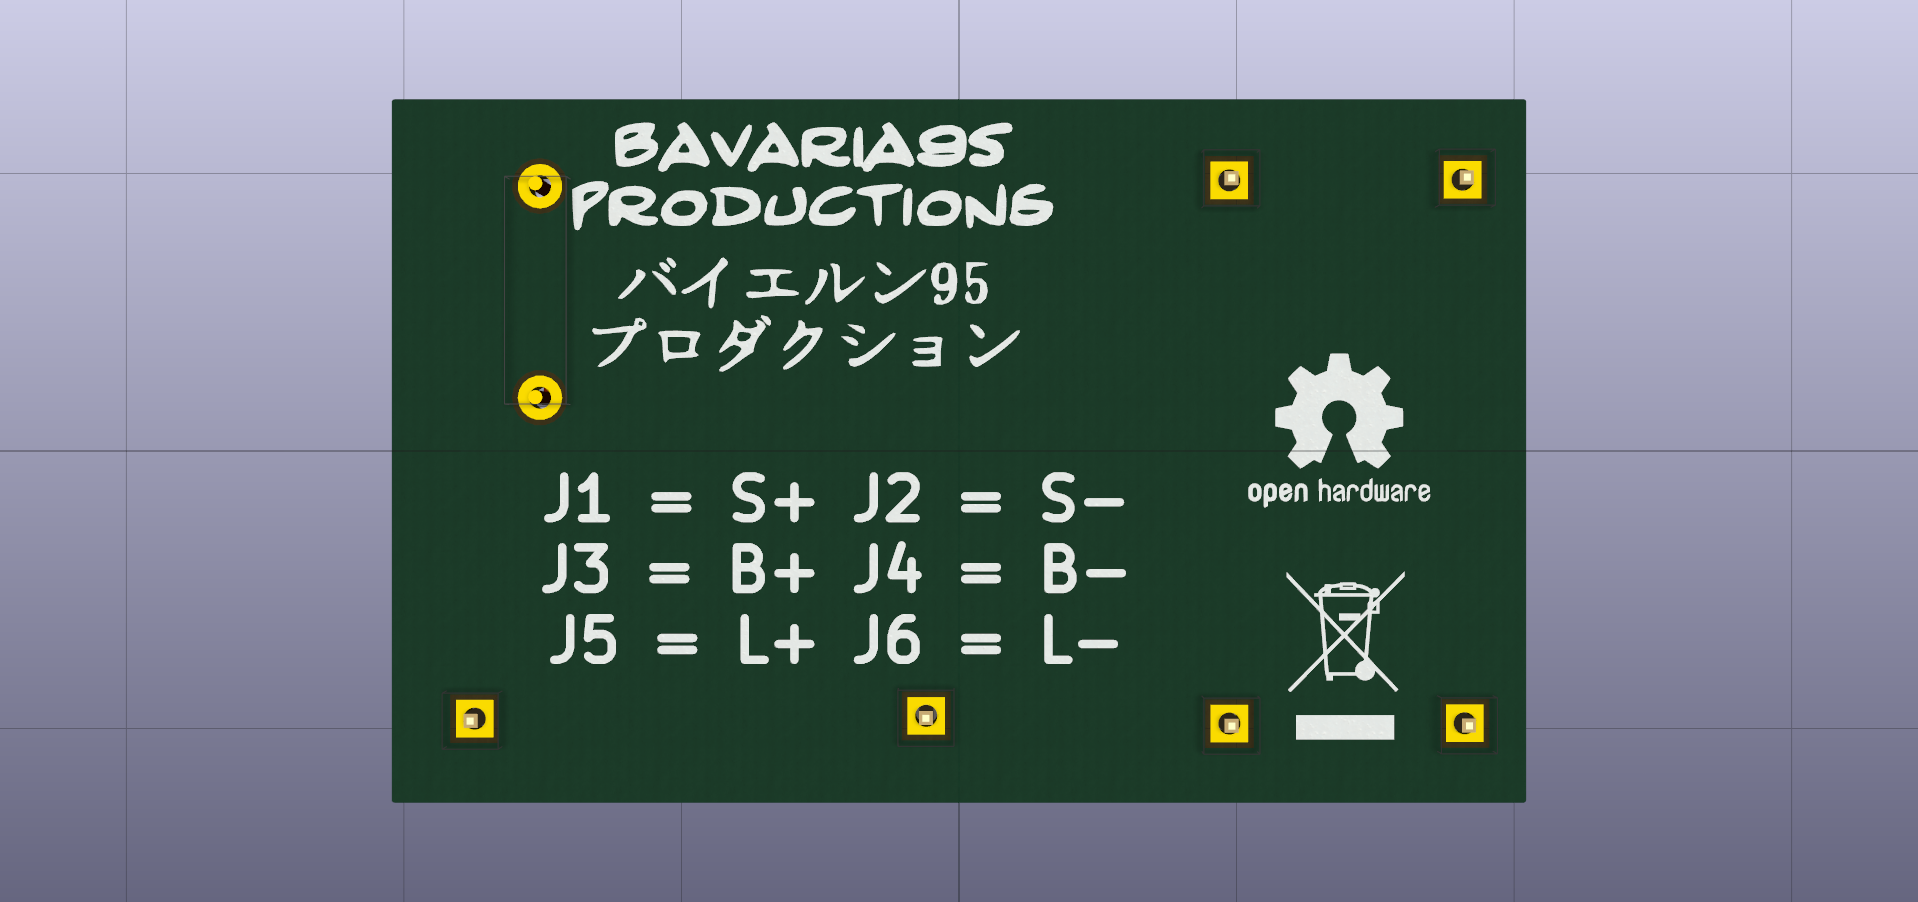 BAVARIA95
PRODUCTIONS
バイエルン95
プロダクション
J1 = S+ J2 = S-
J3 = B+ J4 = B-
J5 = L+ J6 = L-
open hardware